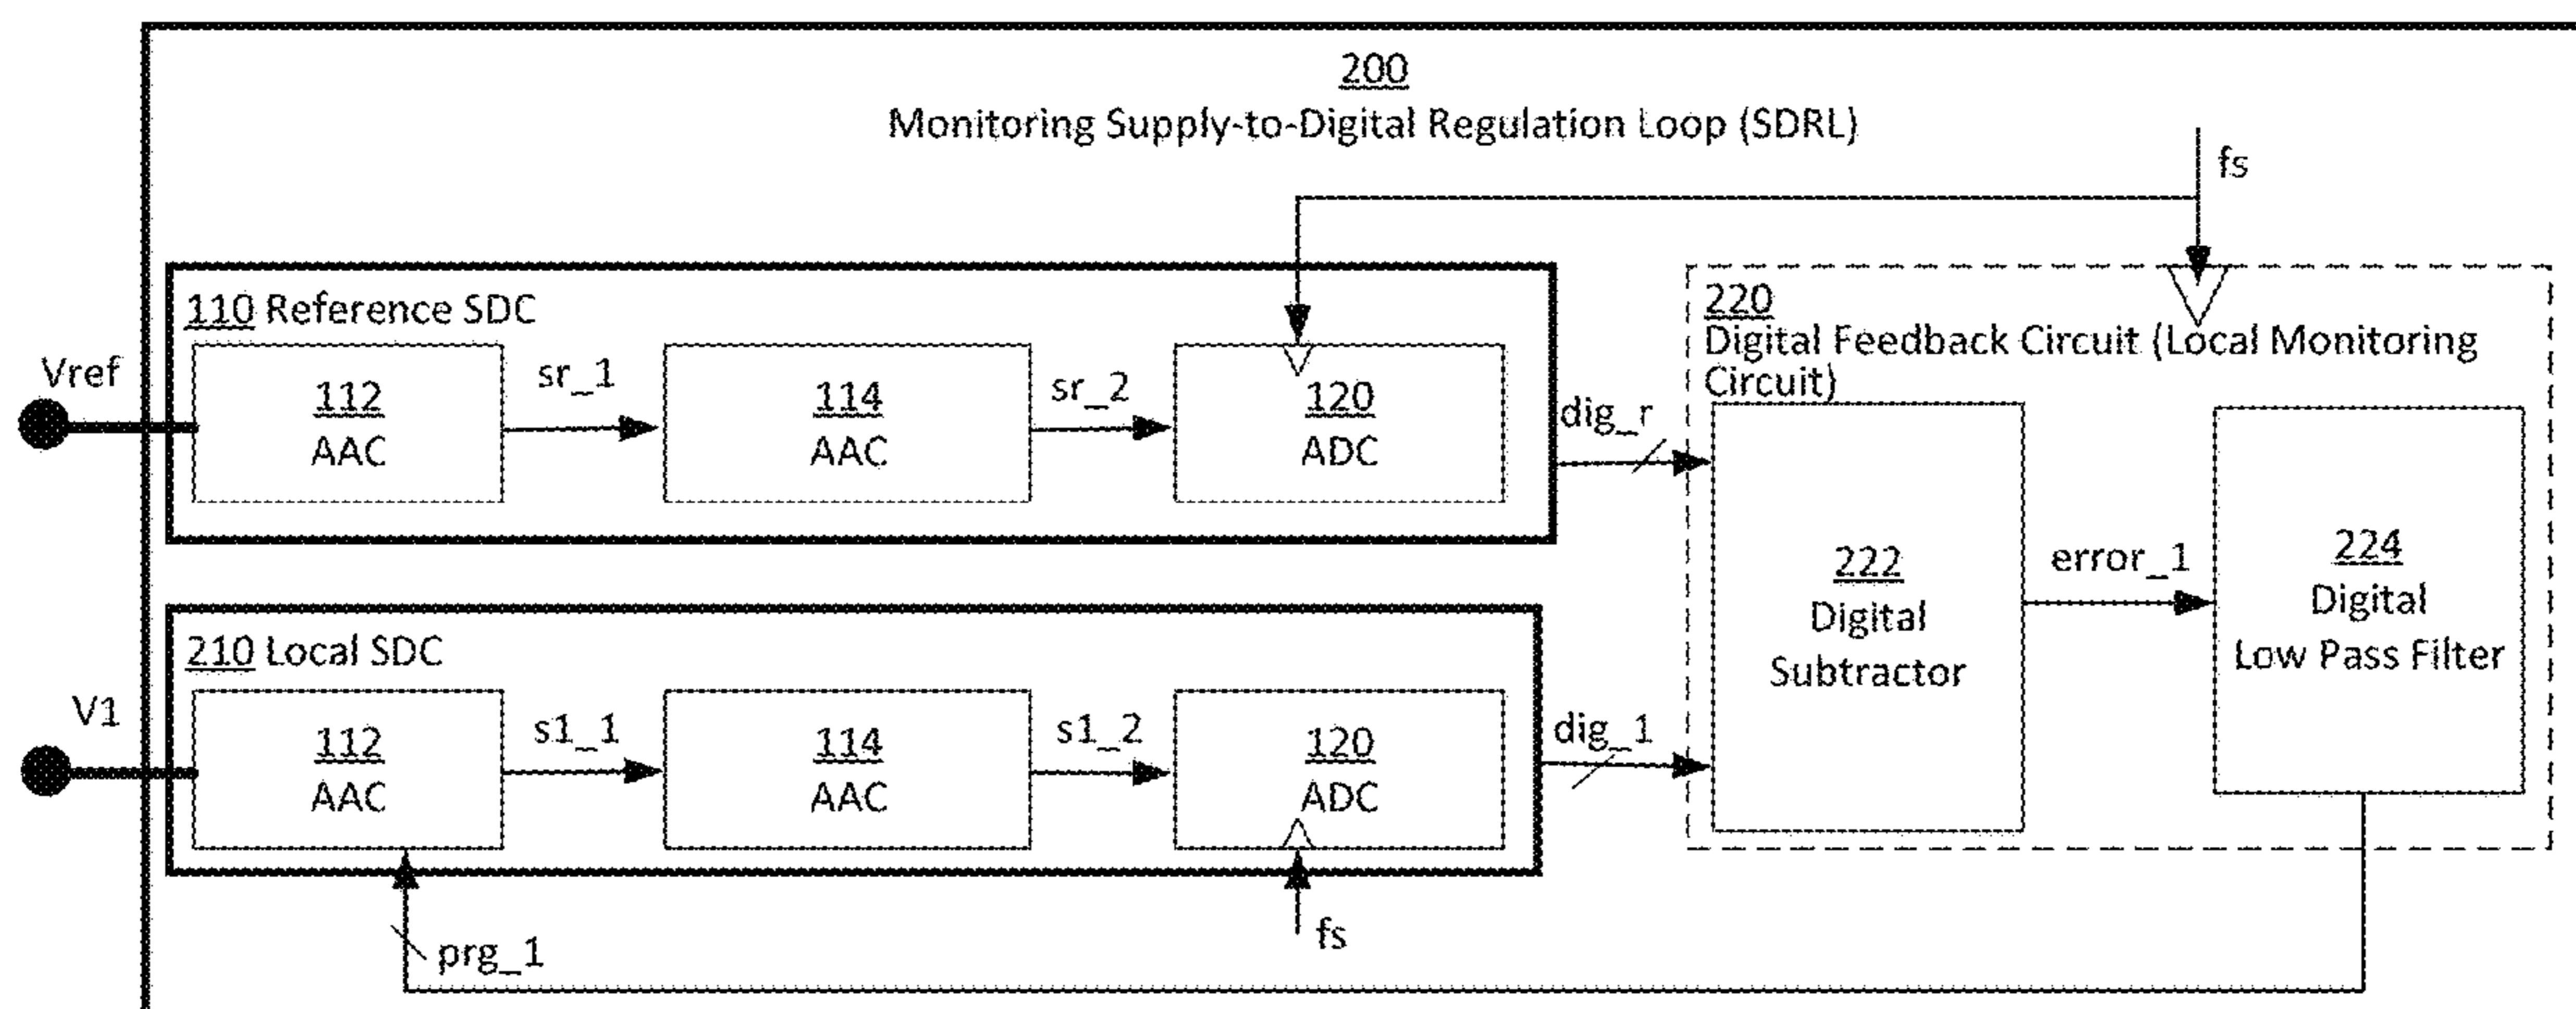 200
Monitoring Supply-to-Digital Regulation Loop (SDRL)
fs
110 Reference SDC
220
Digital Feedback Circuit (Local Monitoring
Circuit)
Vref
112
AAC
sr_1
114
AAC
sr_2
120
ADC
dig_r
222
Digital
Subtractor
error_1
224
Digital
Low Pass Filter
210 Local SDC
V1
112
AAC
s1_1
114
AAC
s1_2
120
ADC
dig_1
prg_1
fs